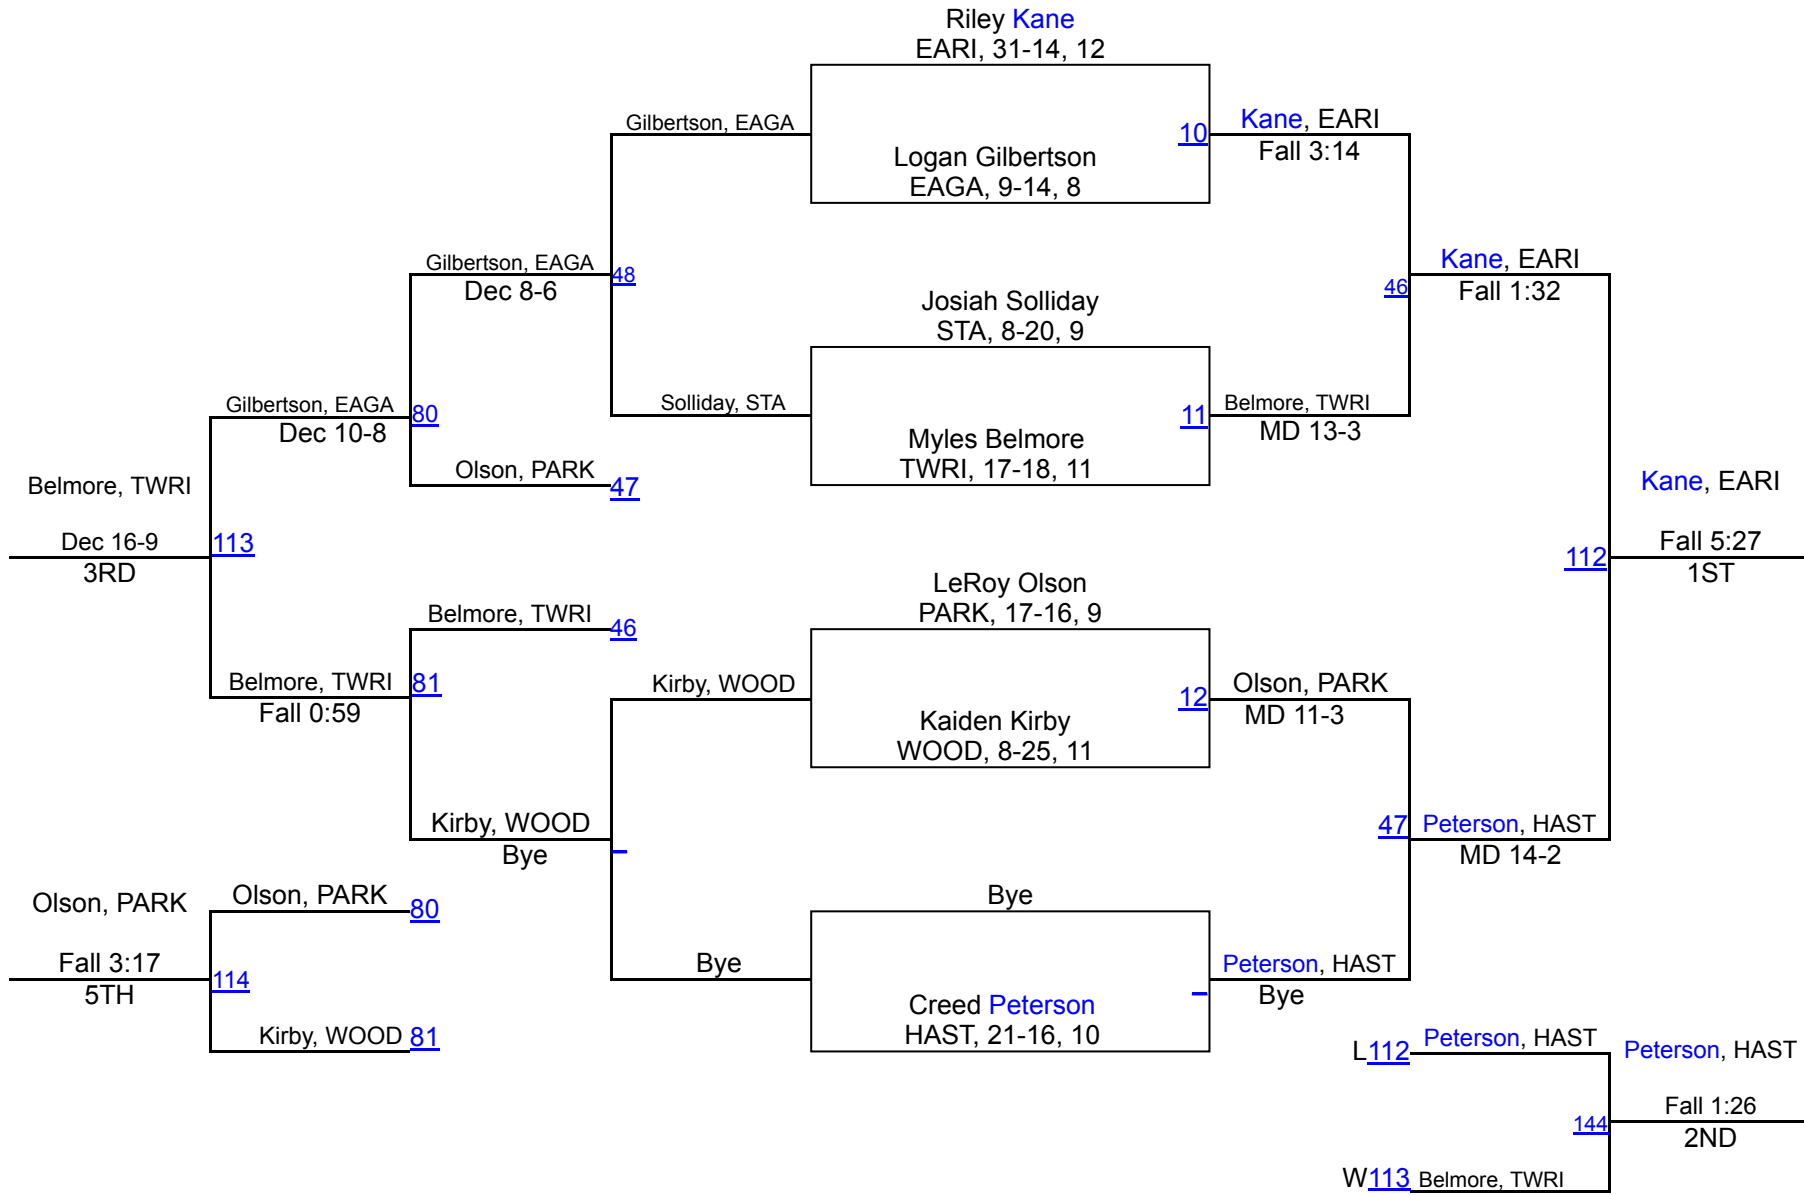 Riley Kane
EARI, 31-14, 12
Gilbertson, EAGA
10
Kane, EARI
Fall 3:14
Logan Gilbertson
EAGA, 9-14, 8
Gilbertson, EAGA
Dec 8-6
48
Kane, EARI
Fall 1:32
46
Josiah Solliday
STA, 8-20, 9
Gilbertson, EAGA
Dec 10-8
80
Solliday, STA
11
Belmore, TWRI
MD 13-3
Myles Belmore
TWRI, 17-18, 11
Olson, PARK
47
Belmore, TWRI
Dec 16-9
3RD
113
Kane, EARI
Fall 5:27
1ST
112
LeRoy Olson
PARK, 17-16, 9
Belmore, TWRI
46
Belmore, TWRI
Fall 0:59
81
Kirby, WOOD
12
Olson, PARK
MD 11-3
Kaiden Kirby
WOOD, 8-25, 11
Kirby, WOOD
Bye
47
Peterson, HAST
MD 14-2
Olson, PARK
Fall 3:17
5TH
Olson, PARK
80
114
Kirby, WOOD
81
Bye
Bye
Peterson, HAST
Bye
Creed Peterson
HAST, 21-16, 10
L112
Peterson, HAST
Peterson, HAST
Fall 1:26
2ND
144
W113
Belmore, TWRI